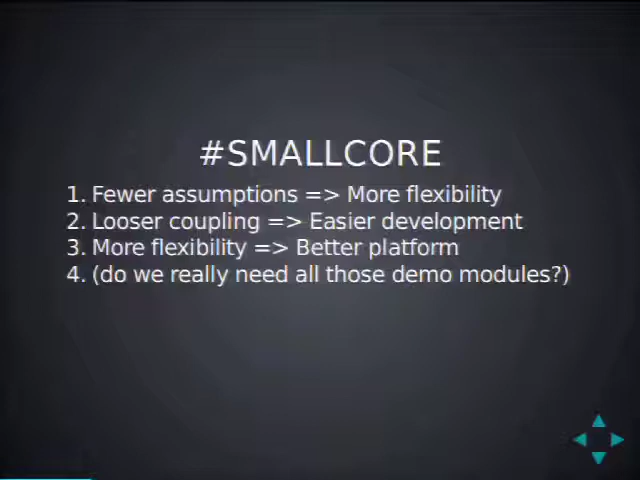 #SMALLCORE
1. Fewer assumptions => More flexibility
2. Looser coupling => Easier development
3. More flexibility => Better platform
4. (do we really need all those demo modules?)